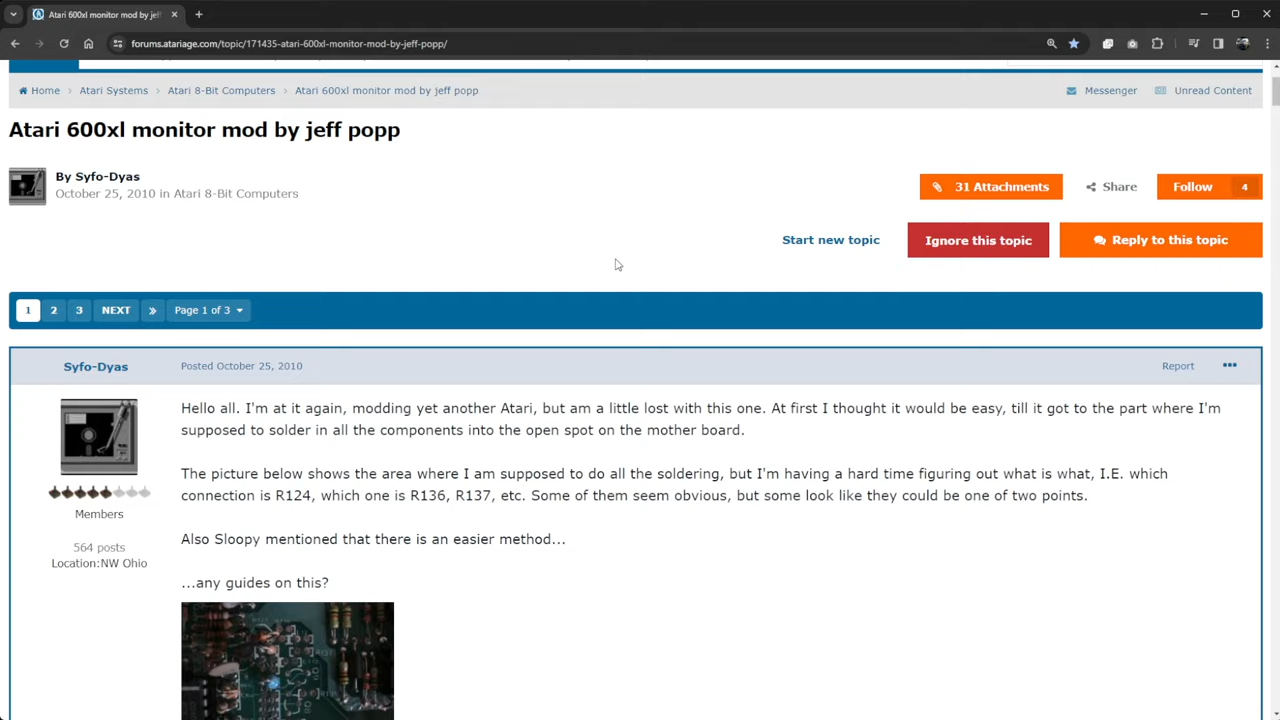 Atari 600xl monitor mod by jef
forums.atariage.com/topic/171435-atari-600xl-monitor-mod-by-jeff-popp/
Home > Atari Systems > Atari 8-Bit Computers > Atari 600xl monitor mod by jeff popp
Messenger Unread Content
Atari 600xl monitor mod by jeff popp
By Syfo-Dyas
October 25, 2010 in Atari 8-Bit Computers
31 Attachments Share Follow 4
Start new topic Ignore this topic Reply to this topic
1 2 3 NEXT » Page 1 of 3
Syfo-Dyas Posted October 25, 2010 Report •••
Hello all. I'm at it again, modding yet another Atari, but am a little lost with this one. At first I thought it would be easy, till it got to the part where I'm
supposed to solder in all the components into the open spot on the mother board.
The picture below shows the area where I am supposed to do all the soldering, but I'm having a hard time figuring out what is what, I.E. which
connection is R124, which one is R136, R137, etc. Some of them seem obvious, but some look like they could be one of two points.
Members
Also Sloopy mentioned that there is an easier method...
564 posts
Location:NW Ohio
...any guides on this?